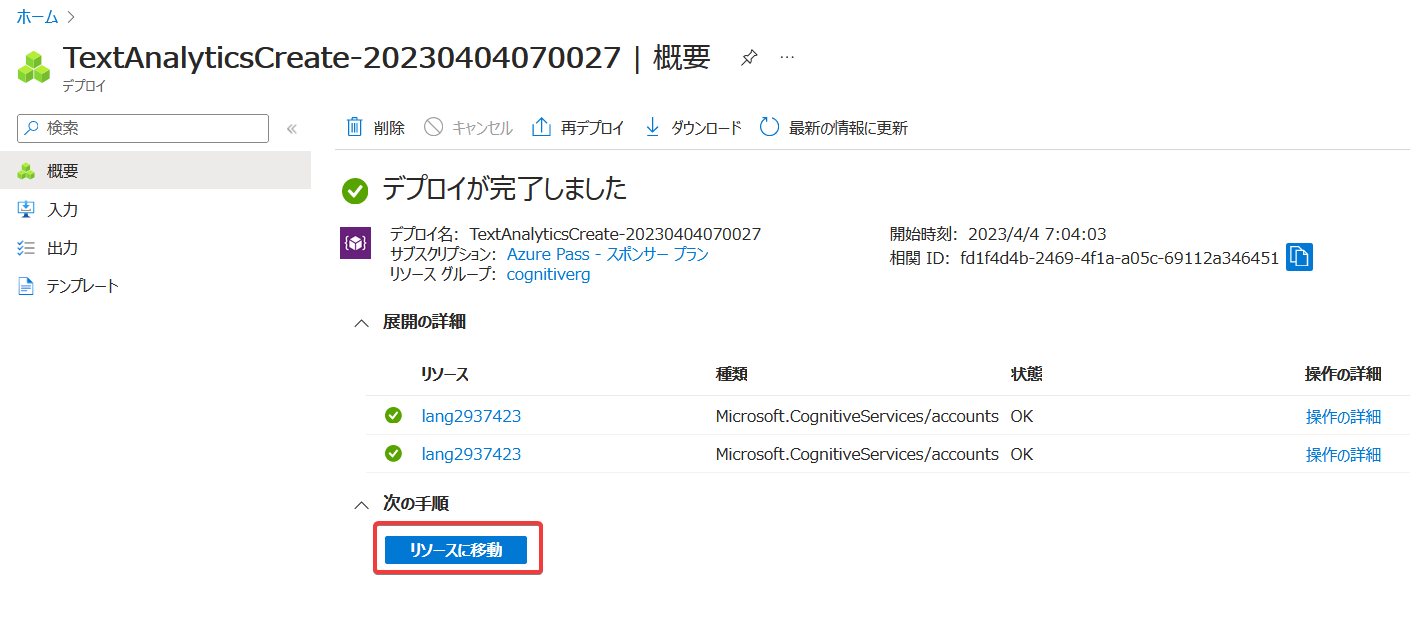 ホーム
TextAnalyticsCreate-20230404070027 | 概要
デプロイ
検索
概要
入力
出力
テンプレート
削除 キャンセル 再デプロイ ダウンロード 最新の情報に更新
デプロイが完了しました
デプロイ名: TextAnalyticsCreate-20230404070027
サブスクリプション: Azure Pass - スポンサー プラン
リソース グループ: cognitiverg
開始時刻: 2023/4/4 7:04:03
相関 ID: fd1f4d4b-2469-4f1a-a05c-69112a346451
展開の詳細
リソース 種類 状態 操作の詳細
lang2937423 Microsoft.CognitiveServices/accounts OK 操作の詳細
lang2937423 Microsoft.CognitiveServices/accounts OK 操作の詳細
次の手順
リソースに移動